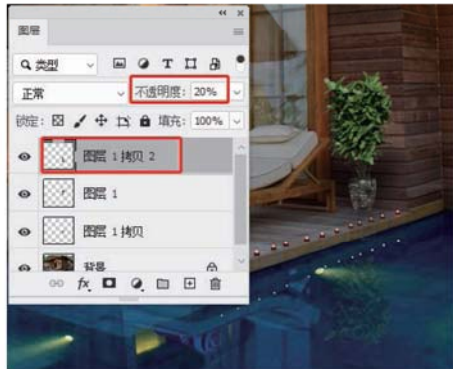 图层
类型
正常 不透明度: 20%
锁定: 填充: 100%
图层 1 拷贝 2
图层 1
图层 1 拷贝
背景
fx